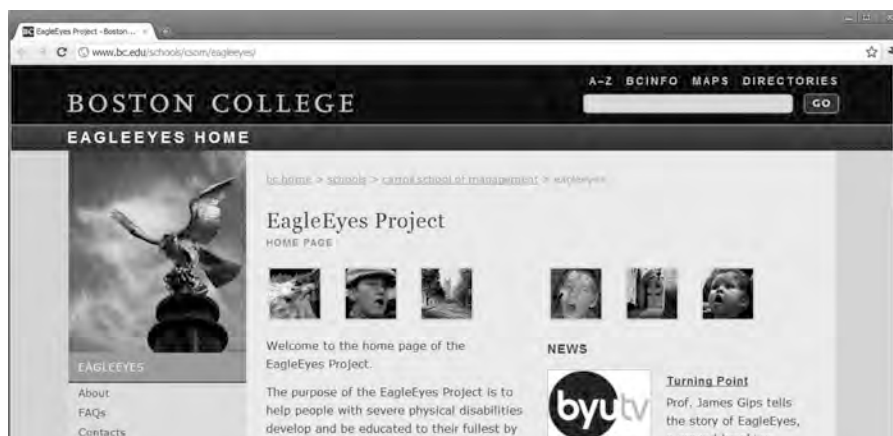 EagleEyes Project - Boston ...
www.bc.edu/schools/csom/eagleeyes/
A–Z BCINFO MAPS DIRECTORIES
BOSTON COLLEGE
GO
EAGLEEYES HOME
bc home > schools > carroll school of management > eagleeyes
EagleEyes Project
HOME PAGE
Welcome to the home page of the
EagleEyes Project.
The purpose of the EagleEyes Project is to
help people with severe physical disabilities
develop and be educated to their fullest by
EAGLEEYES
About
FAQs
Contacts
NEWS
byutv
Turning Point
Prof. James Gips tells
the story of EagleEyes,